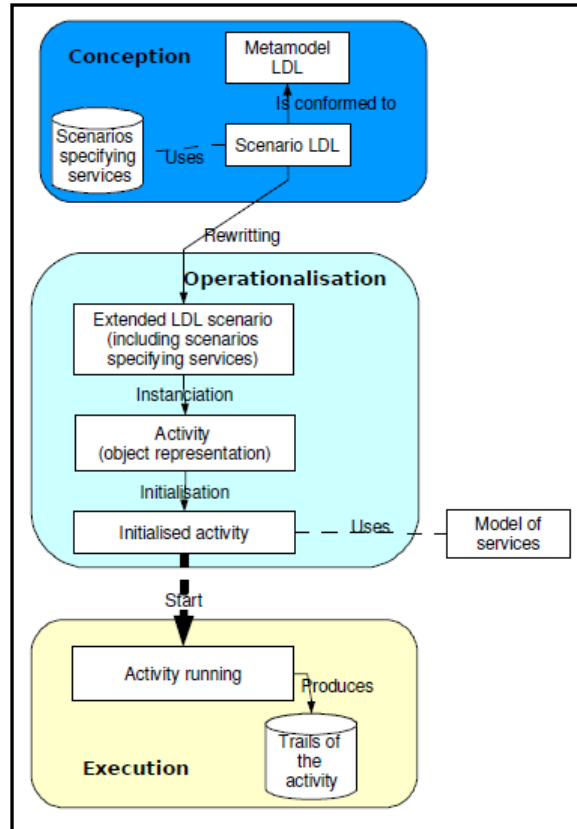 Conception
Metamodel
LDL
Is conformed to
Scenarios
specifying
services
Uses
Scenario LDL
Rewritting
Operationalisation
Extended LDL scenario
(including scenarios
specifying services)
Instanciation
Activity
(object representation)
Initialisation
Initialised activity
Uses
Model of
services
Start
Activity running
Produces
Trails of
the
activity
Execution